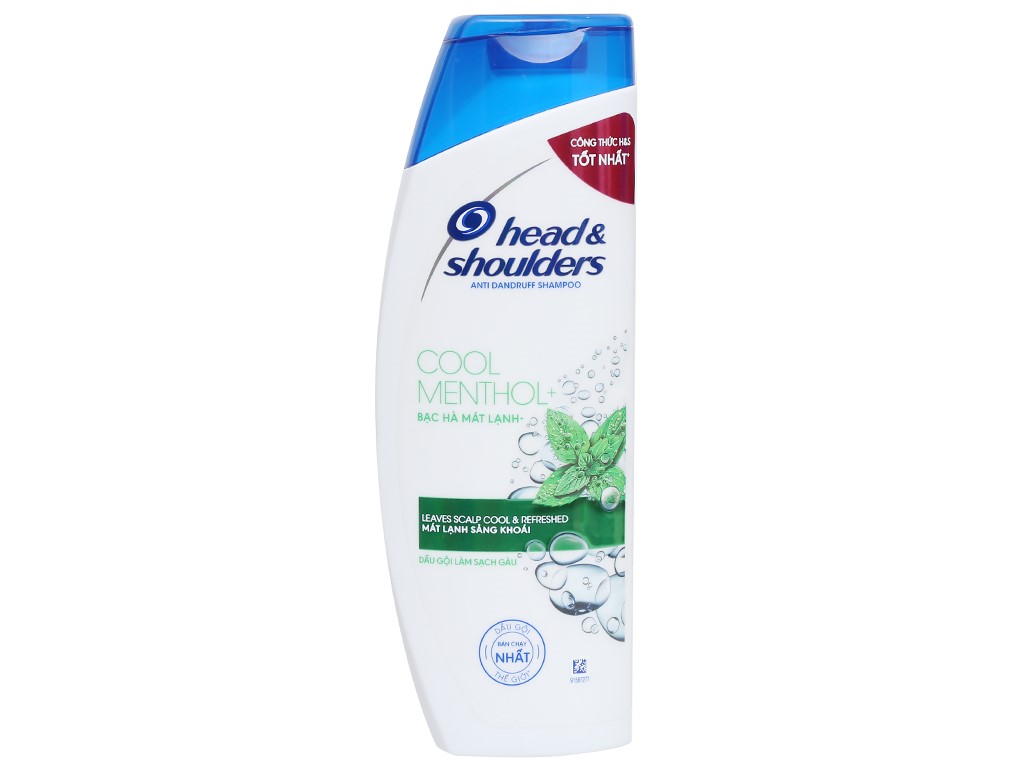 CÔNG THỨC H&S
TỐT NHẤT*
head &
shoulders
ANTI DANDRUFF SHAMPOO
COOL
MENTHOL+
BẠC HÀ MÁT LẠNH+
LEAVES SCALP COOL & REFRESHED
MÁT LẠNH SẢNG KHOÁI
DẦU GỘI LÀM SẠCH GÀU
DẦU GỘI
BÁN CHẠY
NHẤT
THẾ GIỚI*